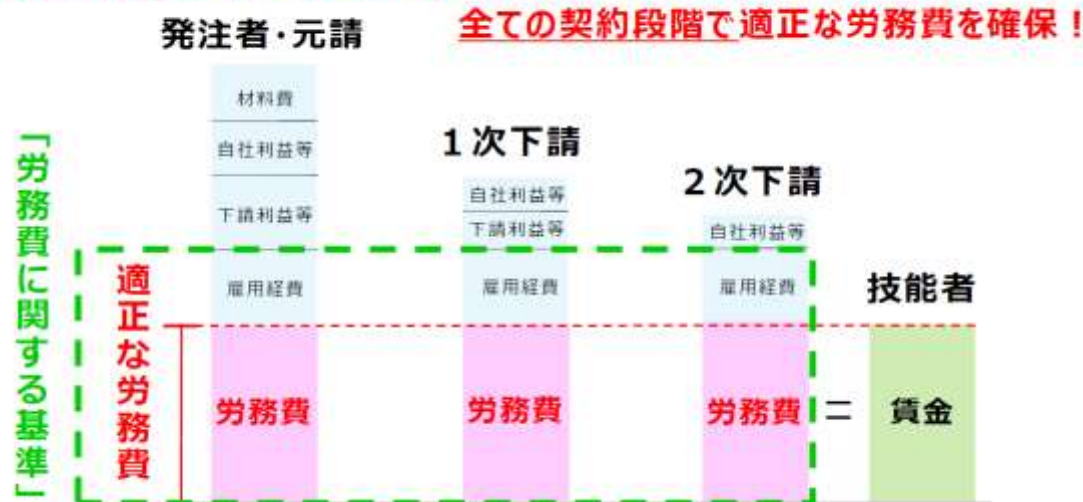 全ての契約段階で適正な労務費を確保！
発注者・元請
材料費
自社利益等
下請利益等
雇用経費
労務費
1次下請
自社利益等
下請利益等
雇用経費
労務費
2次下請
自社利益等
雇用経費
労務費
＝
技能者
賃金
「労務費に関する基準」
適正な労務費